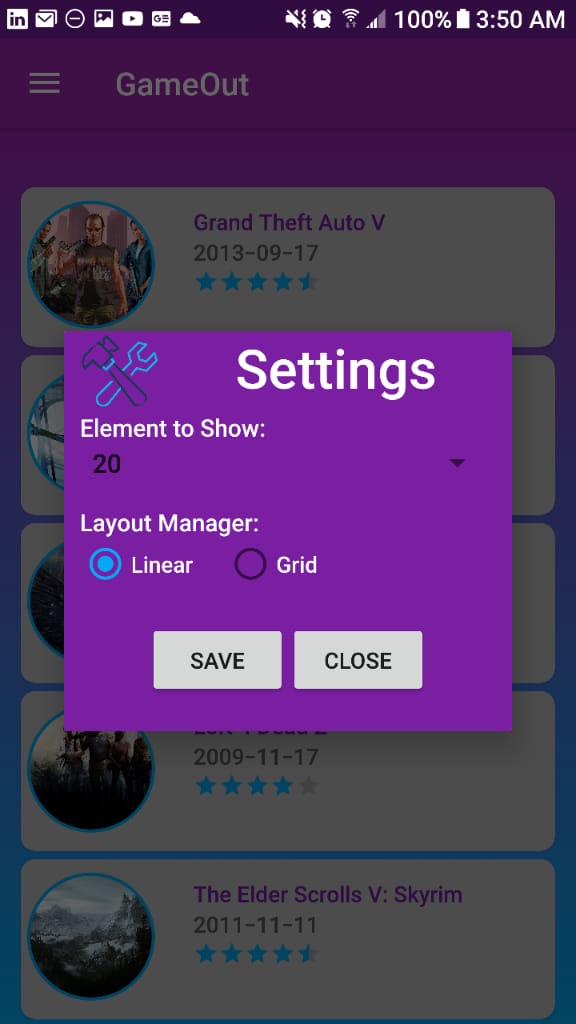 100% 3:50 AM
GameOut
Grand Theft Auto V
2013-09-17
Settings
Element to Show:
20
Layout Manager:
Linear Grid
SAVE CLOSE
Left 4 Dead 2
2009-11-17
The Elder Scrolls V: Skyrim
2011-11-11